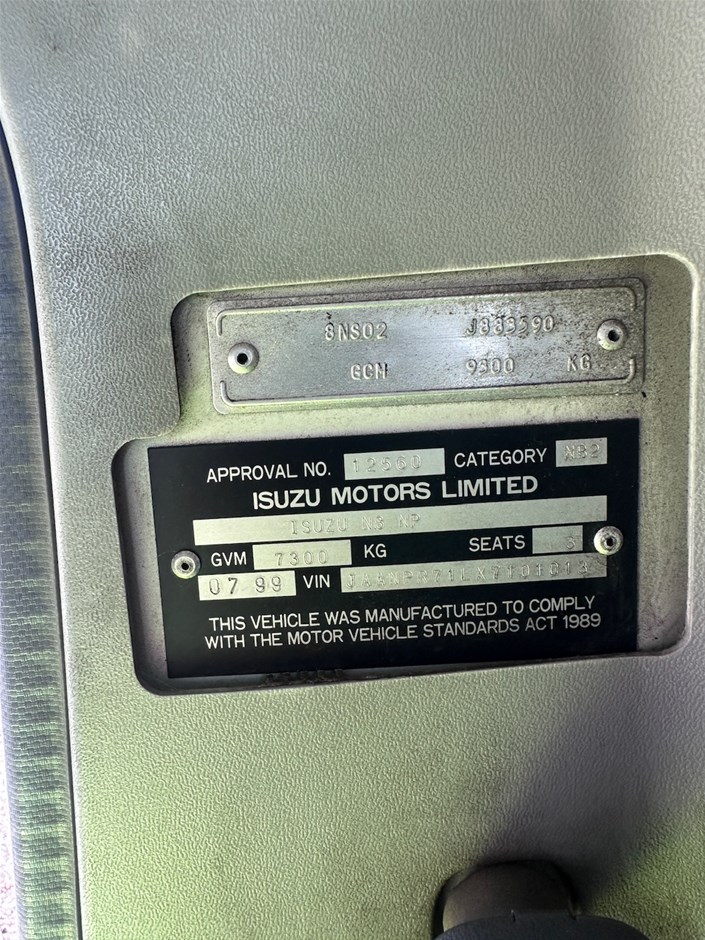 8NS02 J883590
GCM 9300 KG
APPROVAL NO. 12560 CATEGORY NB2
ISUZU MOTORS LIMITED
ISUZU N& NP
GVM 7300 KG SEATS 3
07 99 VIN
THIS VEHICLE WAS MANUFACTURED TO COMPLY
WITH THE MOTOR VEHICLE STANDARDS ACT 1989